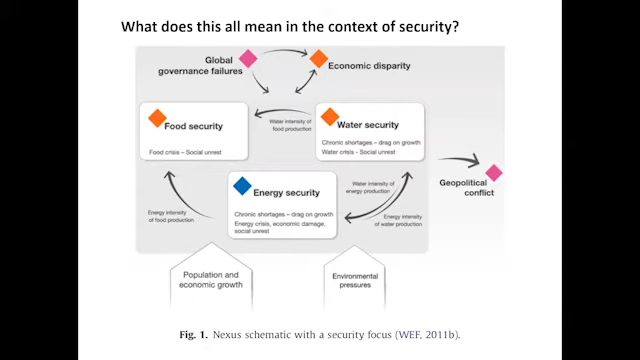 What does this all mean in the context of security?
Global
governance failures
Economic disparity
Food security
Food crisis – Social unrest
Water intensity of
food production
Water security
Chronic shortages – drag on growth
Water crisis - Social unrest
Geopolitical
conflict
Energy security
Chronic shortages – drag on growth
Energy crisis, economic damage,
social unrest
Energy intensity
of food production
Water intensity of
energy production
Energy intensity
of water production
Population and
economic growth
Environmental
pressures
Fig. 1. Nexus schematic with a security focus (WEF, 2011b).